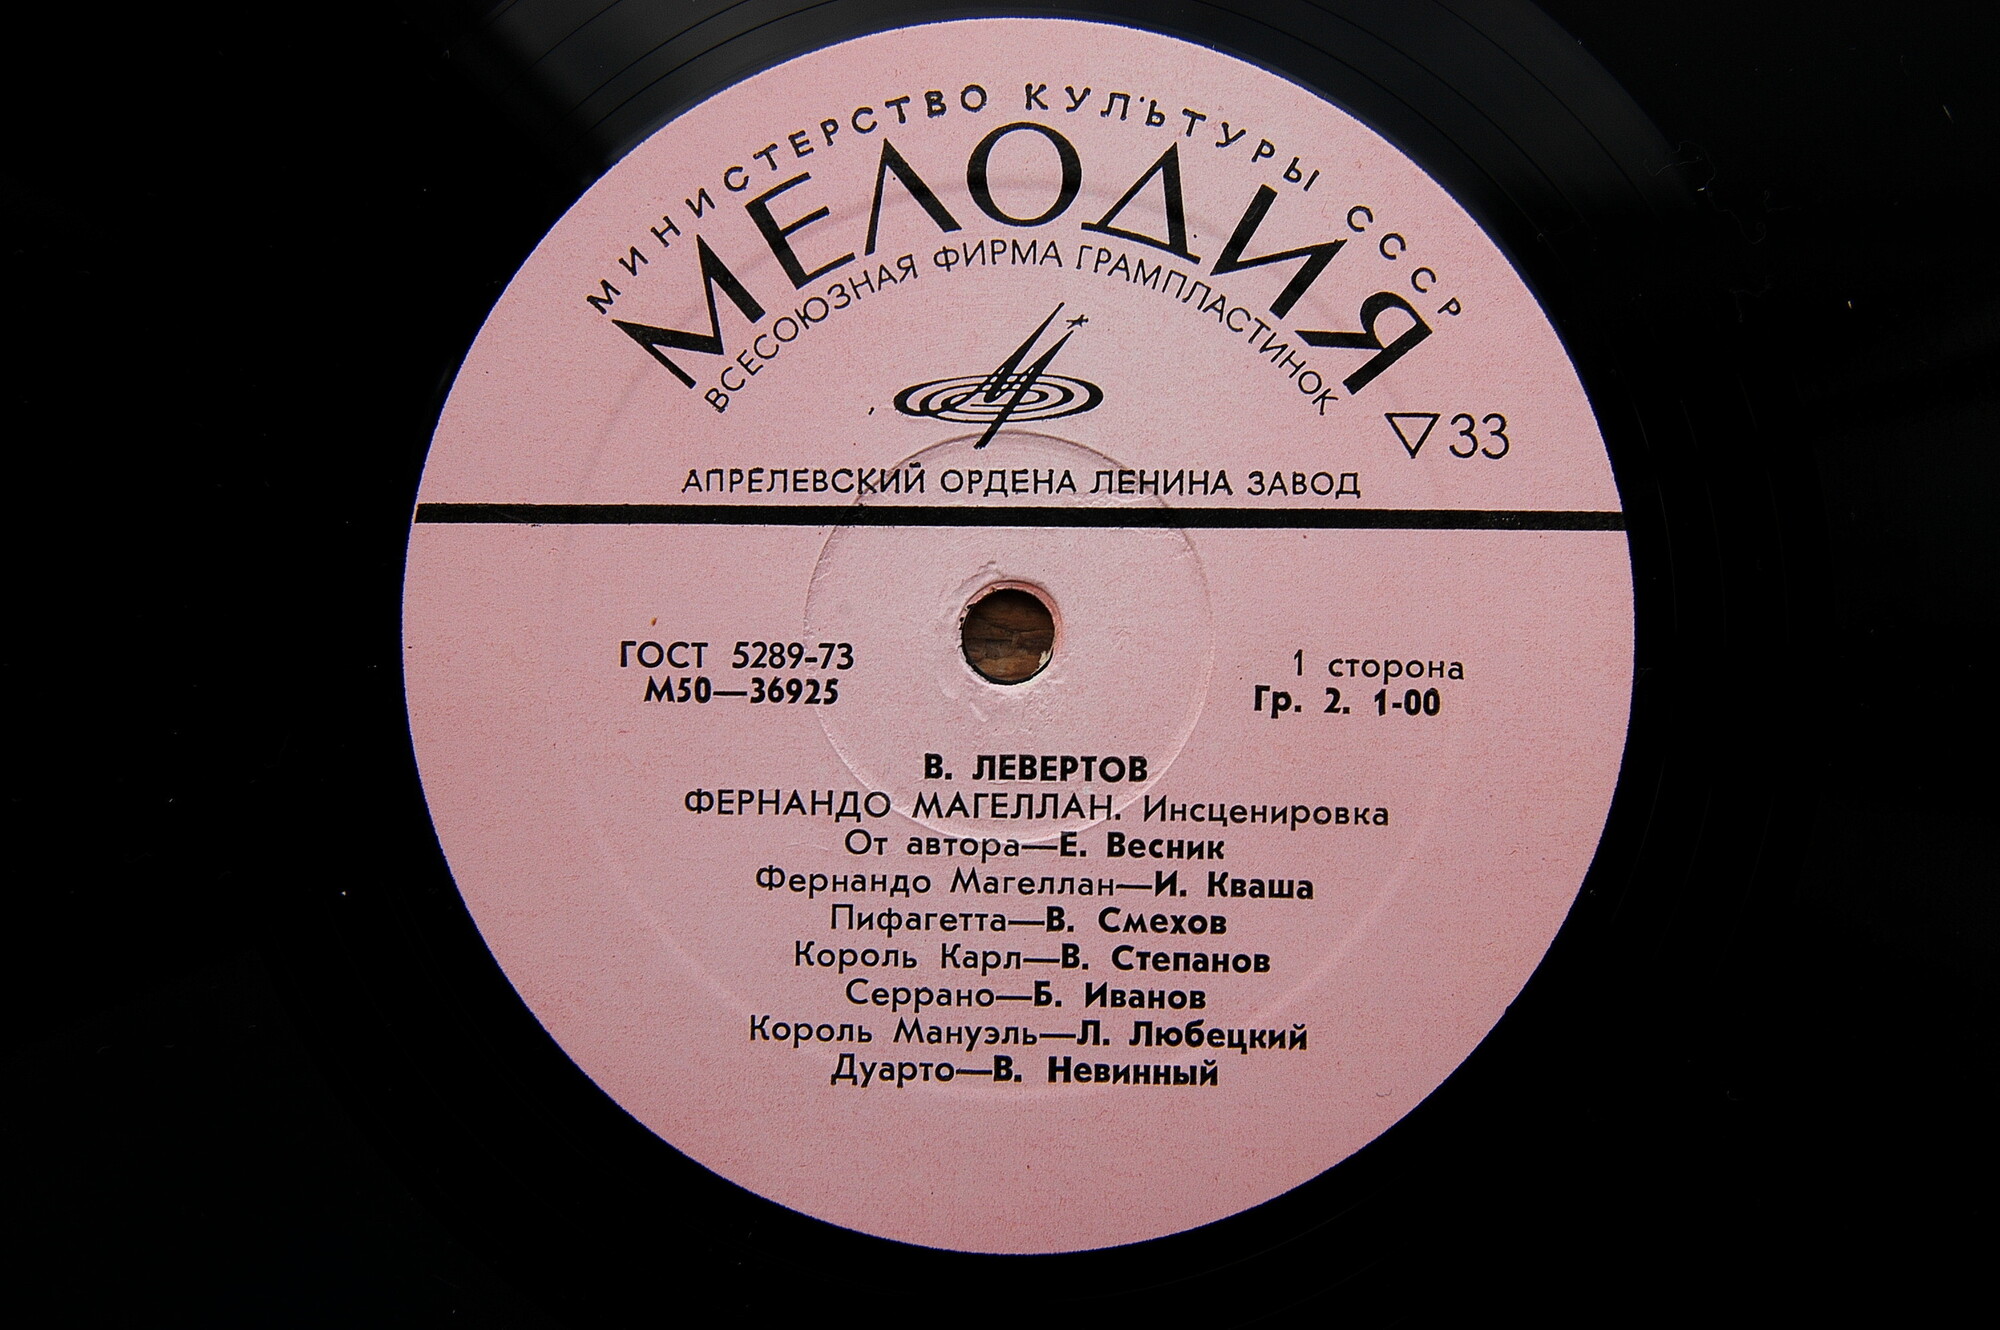 МИНИСТЕРСТВО КУЛЬТУРЫ СССР
МЕЛОДИЯ
ВСЕСОЮЗНАЯ ФИРМА ГРАМПЛАСТИНОК
▽33
АПРЕЛЕВСКИЙ ОРДЕНА ЛЕНИНА ЗАВОД
ГОСТ 5289-73
М50—36925
1 сторона
Гр. 2. 1-00
В. ЛЕВЕРТОВ
ФЕРНАНДО МАГЕЛЛАН. Инсценировка
От автора—Е. Весник
Фернандо Магеллан—И. Кваша
Пифагетта—В. Смехов
Король Карл—В. Степанов
Серрано—Б. Иванов
Король Мануэль—Л. Любецкий
Дуарто—В. Невинный